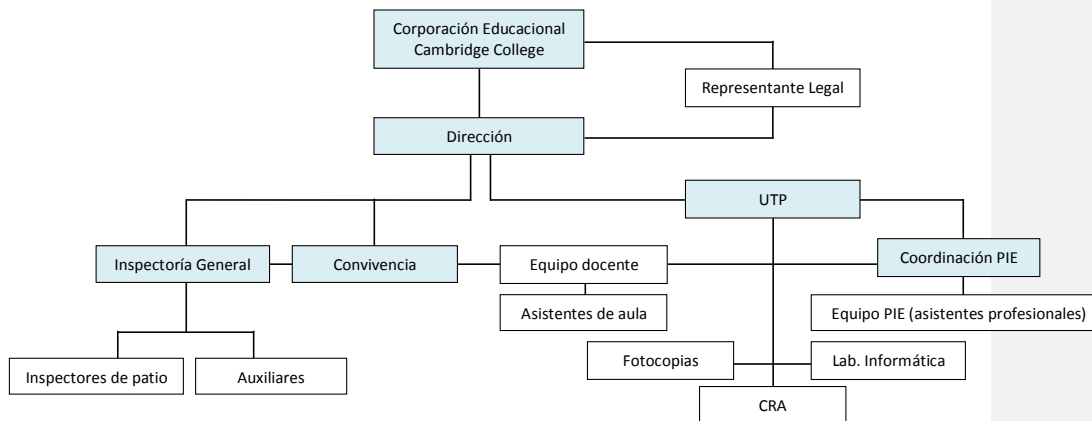 Corporación Educacional
Cambridge College
Representante Legal
Dirección
UTP
Inspectoría General
Convivencia
Equipo docente
Coordinación PIE
Asistentes de aula
Equipo PIE (asistentes profesionales)
Fotocopias
Lab. Informática
Inspectores de patio
Auxiliares
CRA